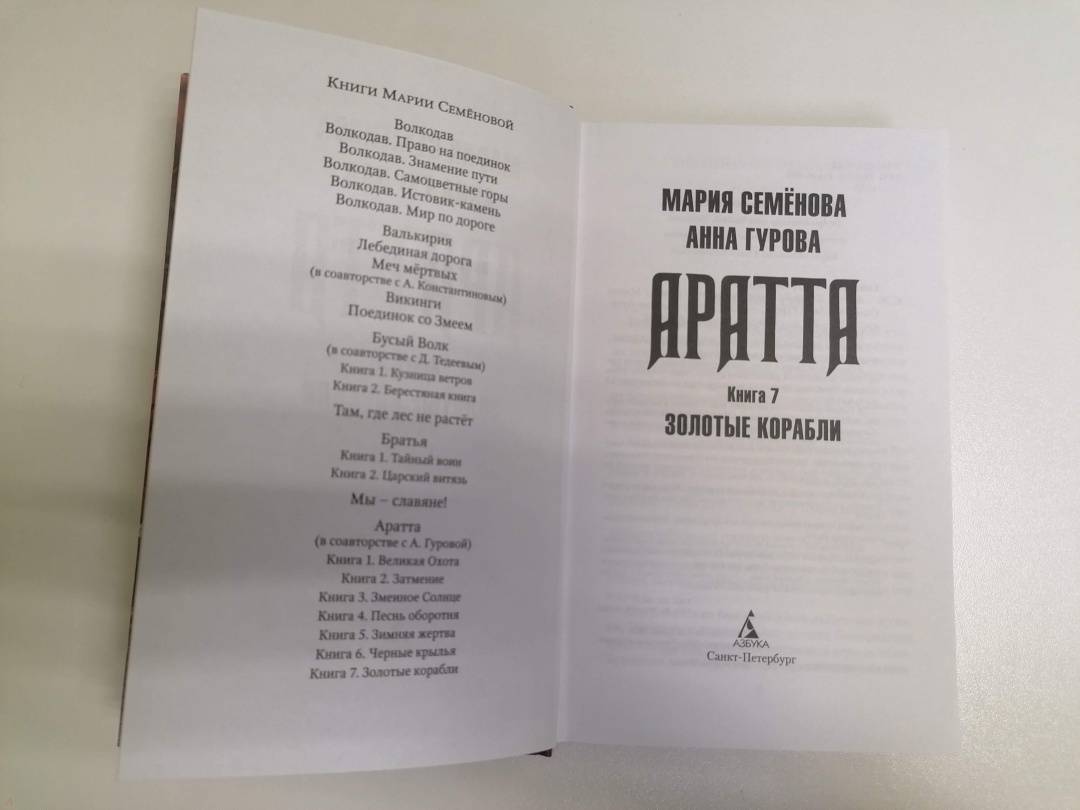 Книги Марии Семёновой
Волкодав
Волкодав. Право на поединок
Волкодав. Знамение пути
Волкодав. Самоцветные горы
Волкодав. Истовик-камень
Волкодав. Мир по дороге
Валькирия
Лебединая дорога
Меч мёртвых
(в соавторстве с А. Константиновым)
Викинги
Поединок со Змеем
Бусый Волк
(в соавторстве с Д. Тедеевым)
Книга 1. Кузница ветров
Книга 2. Берестяная книга
Там, где лес не растёт
Братья
Книга 1. Тайный воин
Книга 2. Царский витязь
Мы – славяне!
Аратта
(в соавторстве с А. Гуровой)
Книга 1. Великая Охота
Книга 2. Затмение
Книга 3. Змеиное Солнце
Книга 4. Песнь оборотня
Книга 5. Зимняя жертва
Книга 6. Черные крылья
Книга 7. Золотые корабли
МАРИЯ СЕМЁНОВА
АННА ГУРОВА
АРАТТА
Книга 7
ЗОЛОТЫЕ КОРАБЛИ
АЗБУКА
Санкт-Петербург